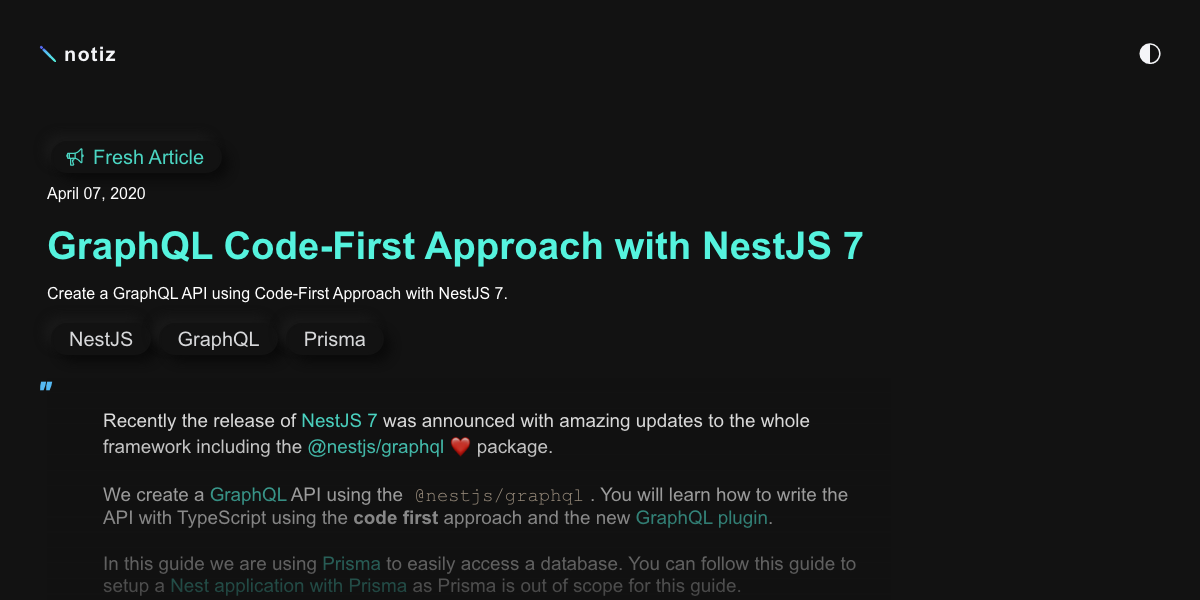 notiz
Fresh Article
April 07, 2020
GraphQL Code-First Approach with NestJS 7
Create a GraphQL API using Code-First Approach with NestJS 7.
NestJS GraphQL Prisma
"
Recently the release of NestJS 7 was announced with amazing updates to the whole
framework including the @nestjs/graphql ❤️ package.
We create a GraphQL API using the @nestjs/graphql . You will learn how to write the
API with TypeScript using the code first approach and the new GraphQL plugin.
In this guide we are using Prisma to easily access a database. You can follow this guide to
setup a Nest application with Prisma as Prisma is out of scope for this guide.